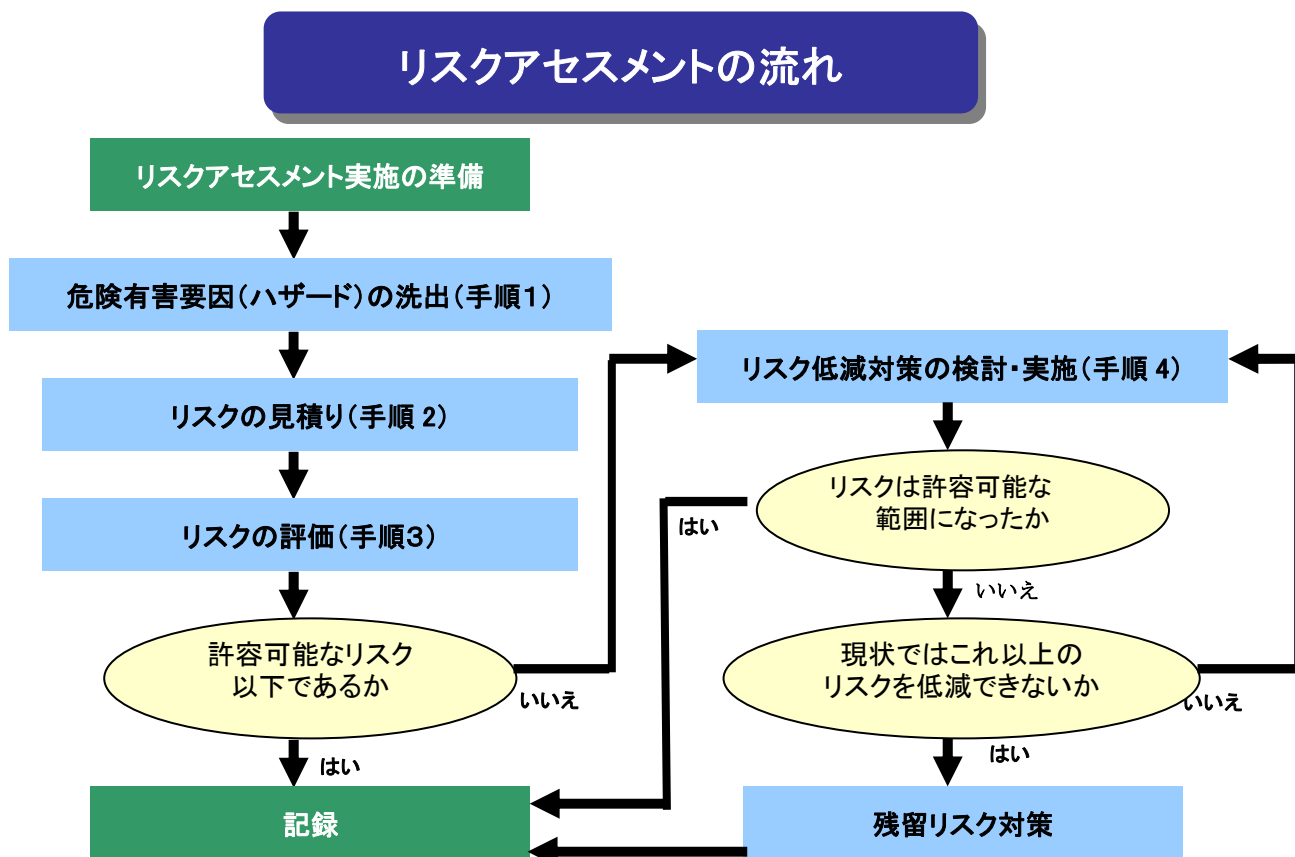 リスクアセスメントの流れ
リスクアセスメント実施の準備
危険有害要因（ハザード）の洗出（手順１）
リスクの見積り（手順 2）
リスクの評価（手順３）
許容可能なリスク
以下であるか
いいえ
はい
記録
リスク低減対策の検討・実施（手順 4）
リスクは許容可能な
範囲になったか
はい
いいえ
現状ではこれ以上の
リスクを低減できないか
いいえ
はい
残留リスク対策